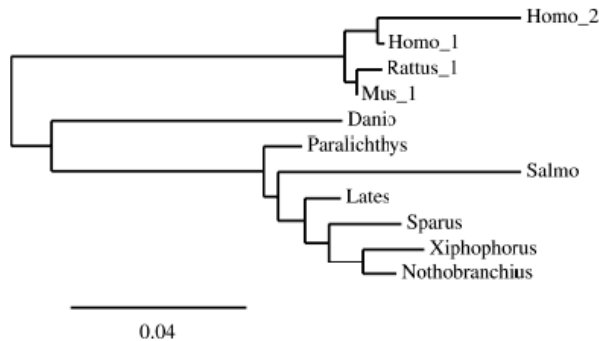 Homo_2
Homo_1
Rattus_1
Mus_1
Danio
Paralichthys
Salmo
Lates
Sparus
Xiphophorus
Nothobranchius
0.04